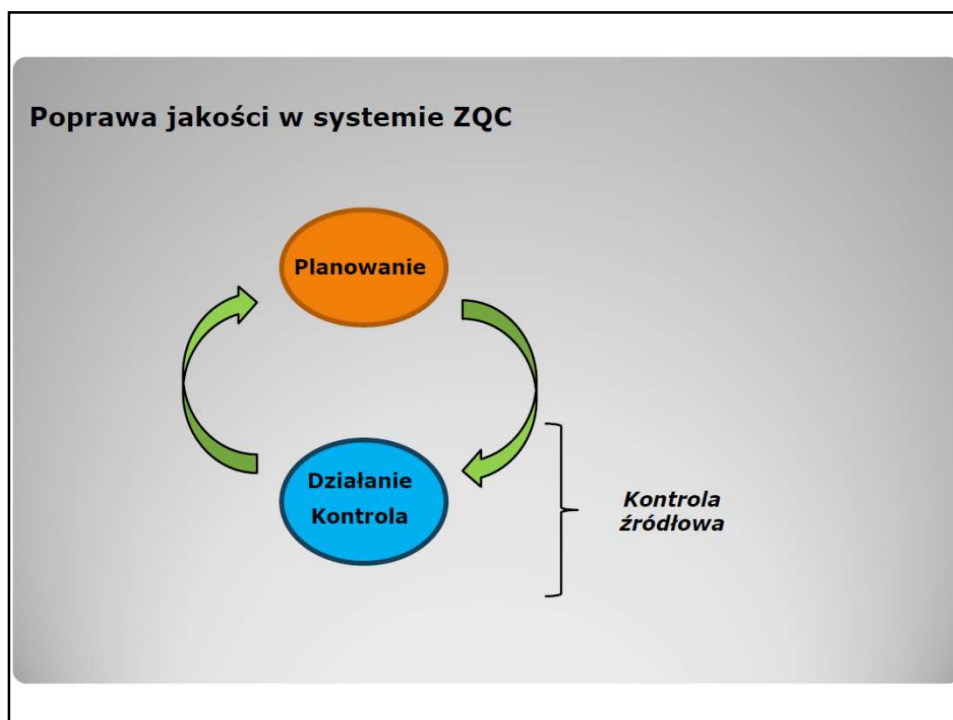 Poprawa jakości w systemie ZQC
Planowanie
Działanie
Kontrola
Kontrola
źródłowa